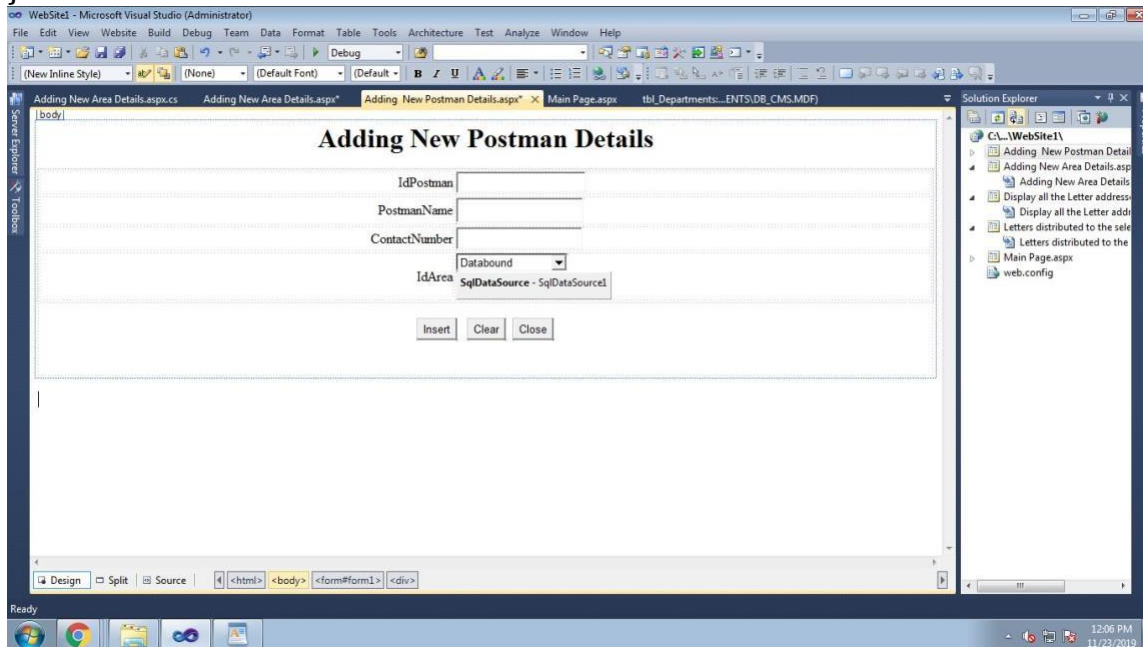 WebSite1 - Microsoft Visual Studio (Administrator)
File Edit View Website Build Debug Team Data Format Table Tools Architecture Test Analyze Window Help
Debug
(New Inline Style) (None) (Default Font) (Default B I U A
Adding New Area Details.aspx.cs Adding New Area Details.aspx* Adding New Postman Details.aspx* Main Page.aspx tbl_Departments:...ENTS\DB_CMS.MDF)
Server Explorer
Toolbox
body
Adding New Postman Details
IdPostman
PostmanName
ContactNumber
IdArea Databound
SqlDataSource - SqlDataSource1
Insert Clear Close
Design Split Source <html> <body> <form#form1> <div>
Solution Explorer
C:\...\WebSite1\
Adding New Postman Detail
Adding New Area Details.asp
Adding New Area Details
Display all the Letter address
Display all the Letter addr
Letters distributed to the sele
Letters distributed to the
Main Page.aspx
web.config
Ready
12:06 PM
11/23/2019